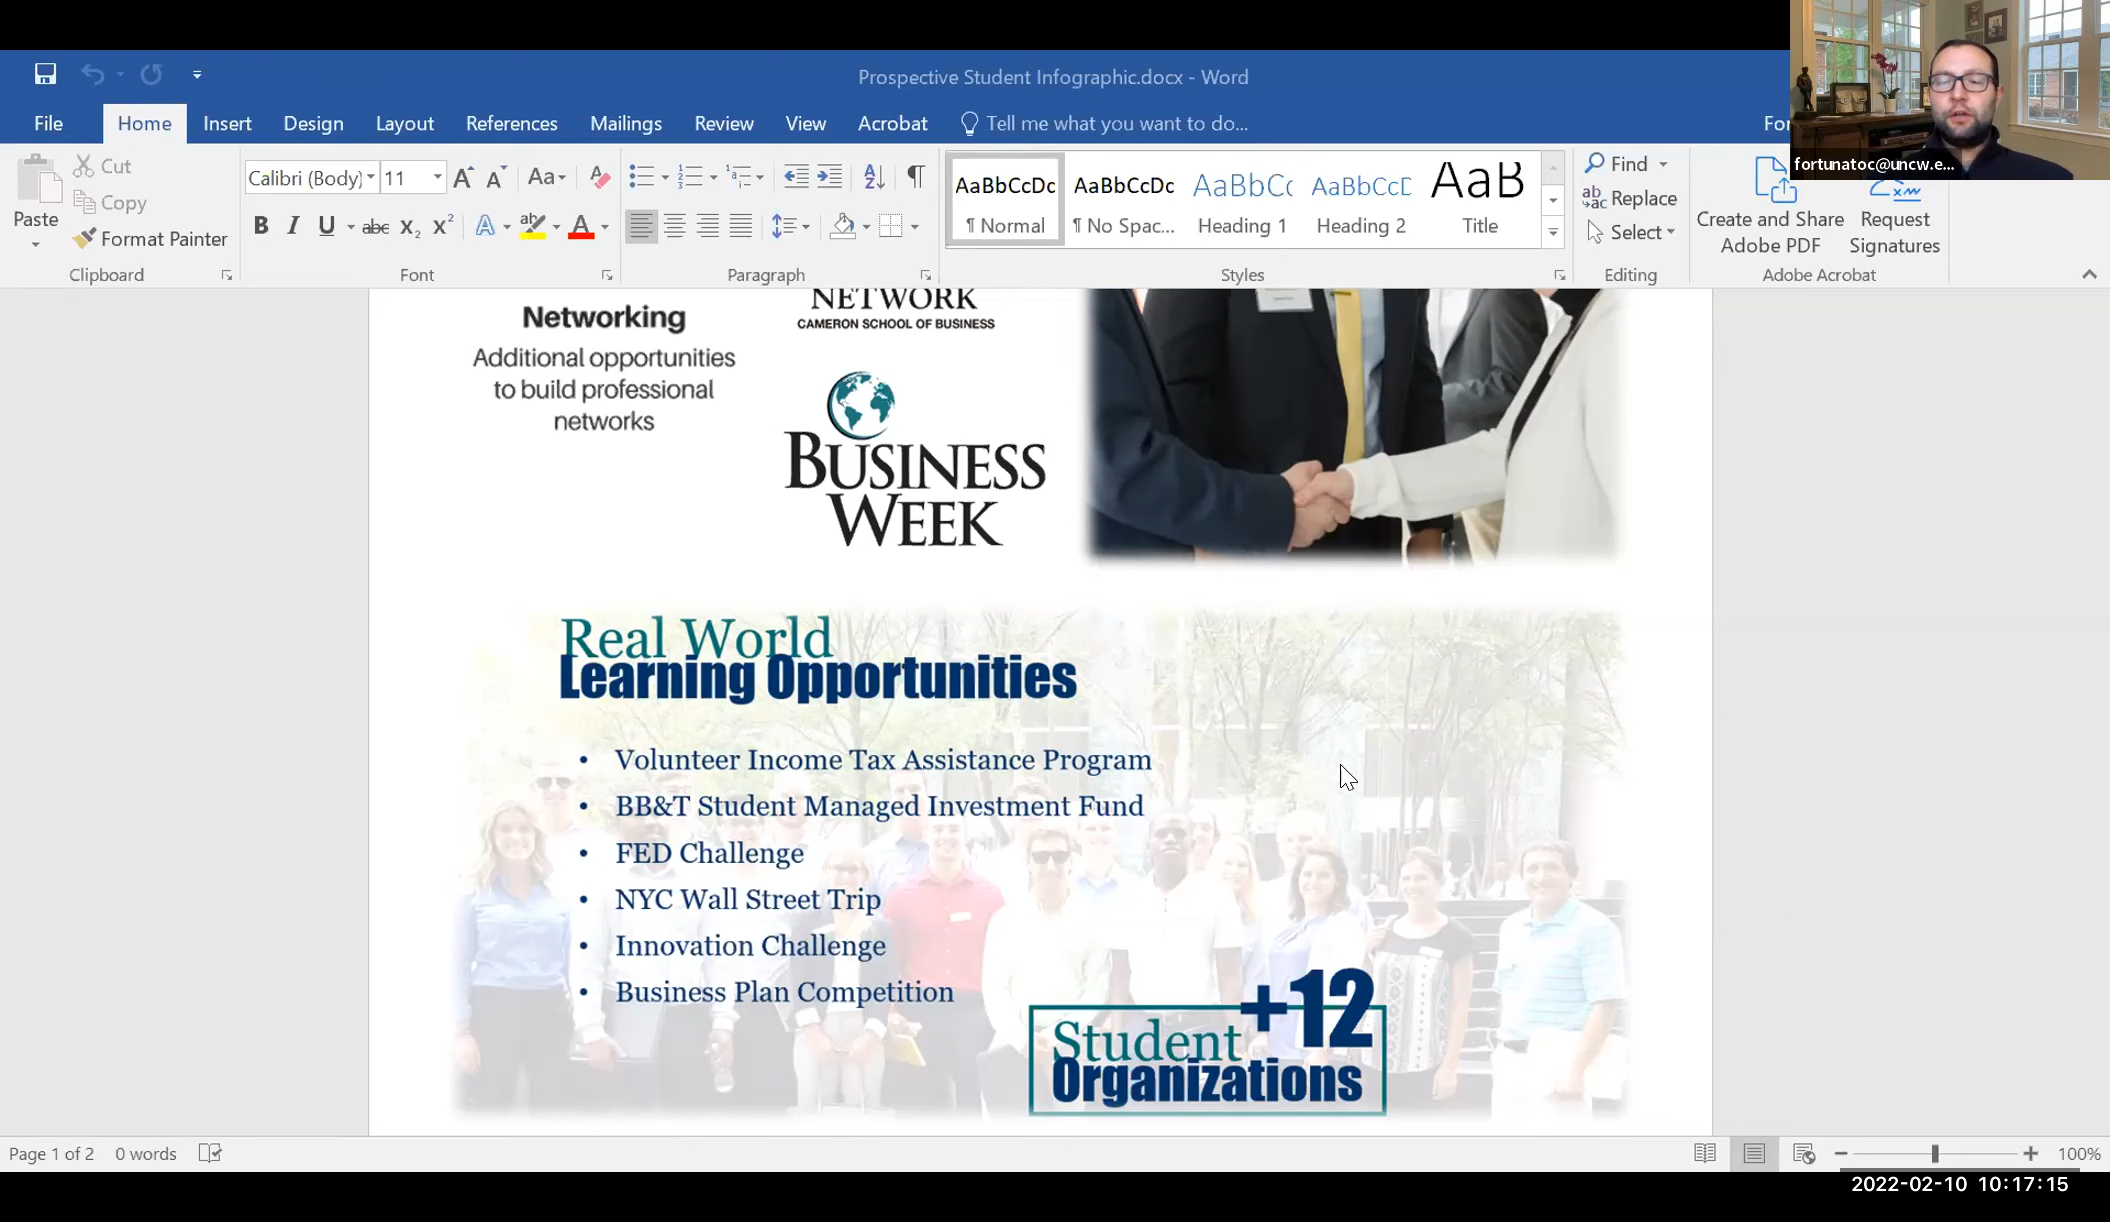 Prospective Student Infographic.docx - Word
File Home Insert Design Layout References Mailings Review View Acrobat Tell me what you want to do... For
fortunatoc@uncw.e...
Paste
Cut
Copy
Format Painter
Clipboard
Calibri (Body) 11
Font
Paragraph
AaBbCcDc AaBbCcDc AaBbCc AaBbCcD AaB
¶ Normal ¶ No Spac... Heading 1 Heading 2 Title
Styles
Find
Replace
Select
Editing
Create and Share
Adobe PDF
Request
Signatures
Adobe Acrobat
Networking
Additional opportunities
to build professional
networks
NETWORK
CAMERON SCHOOL OF BUSINESS
BUSINESS
WEEK
Real World
Learning Opportunities
• Volunteer Income Tax Assistance Program
• BB&T Student Managed Investment Fund
• FED Challenge
• NYC Wall Street Trip
• Innovation Challenge
• Business Plan Competition
+12
Student
Organizations
Page 1 of 2 0 words
100%
2022-02-10 10:17:15